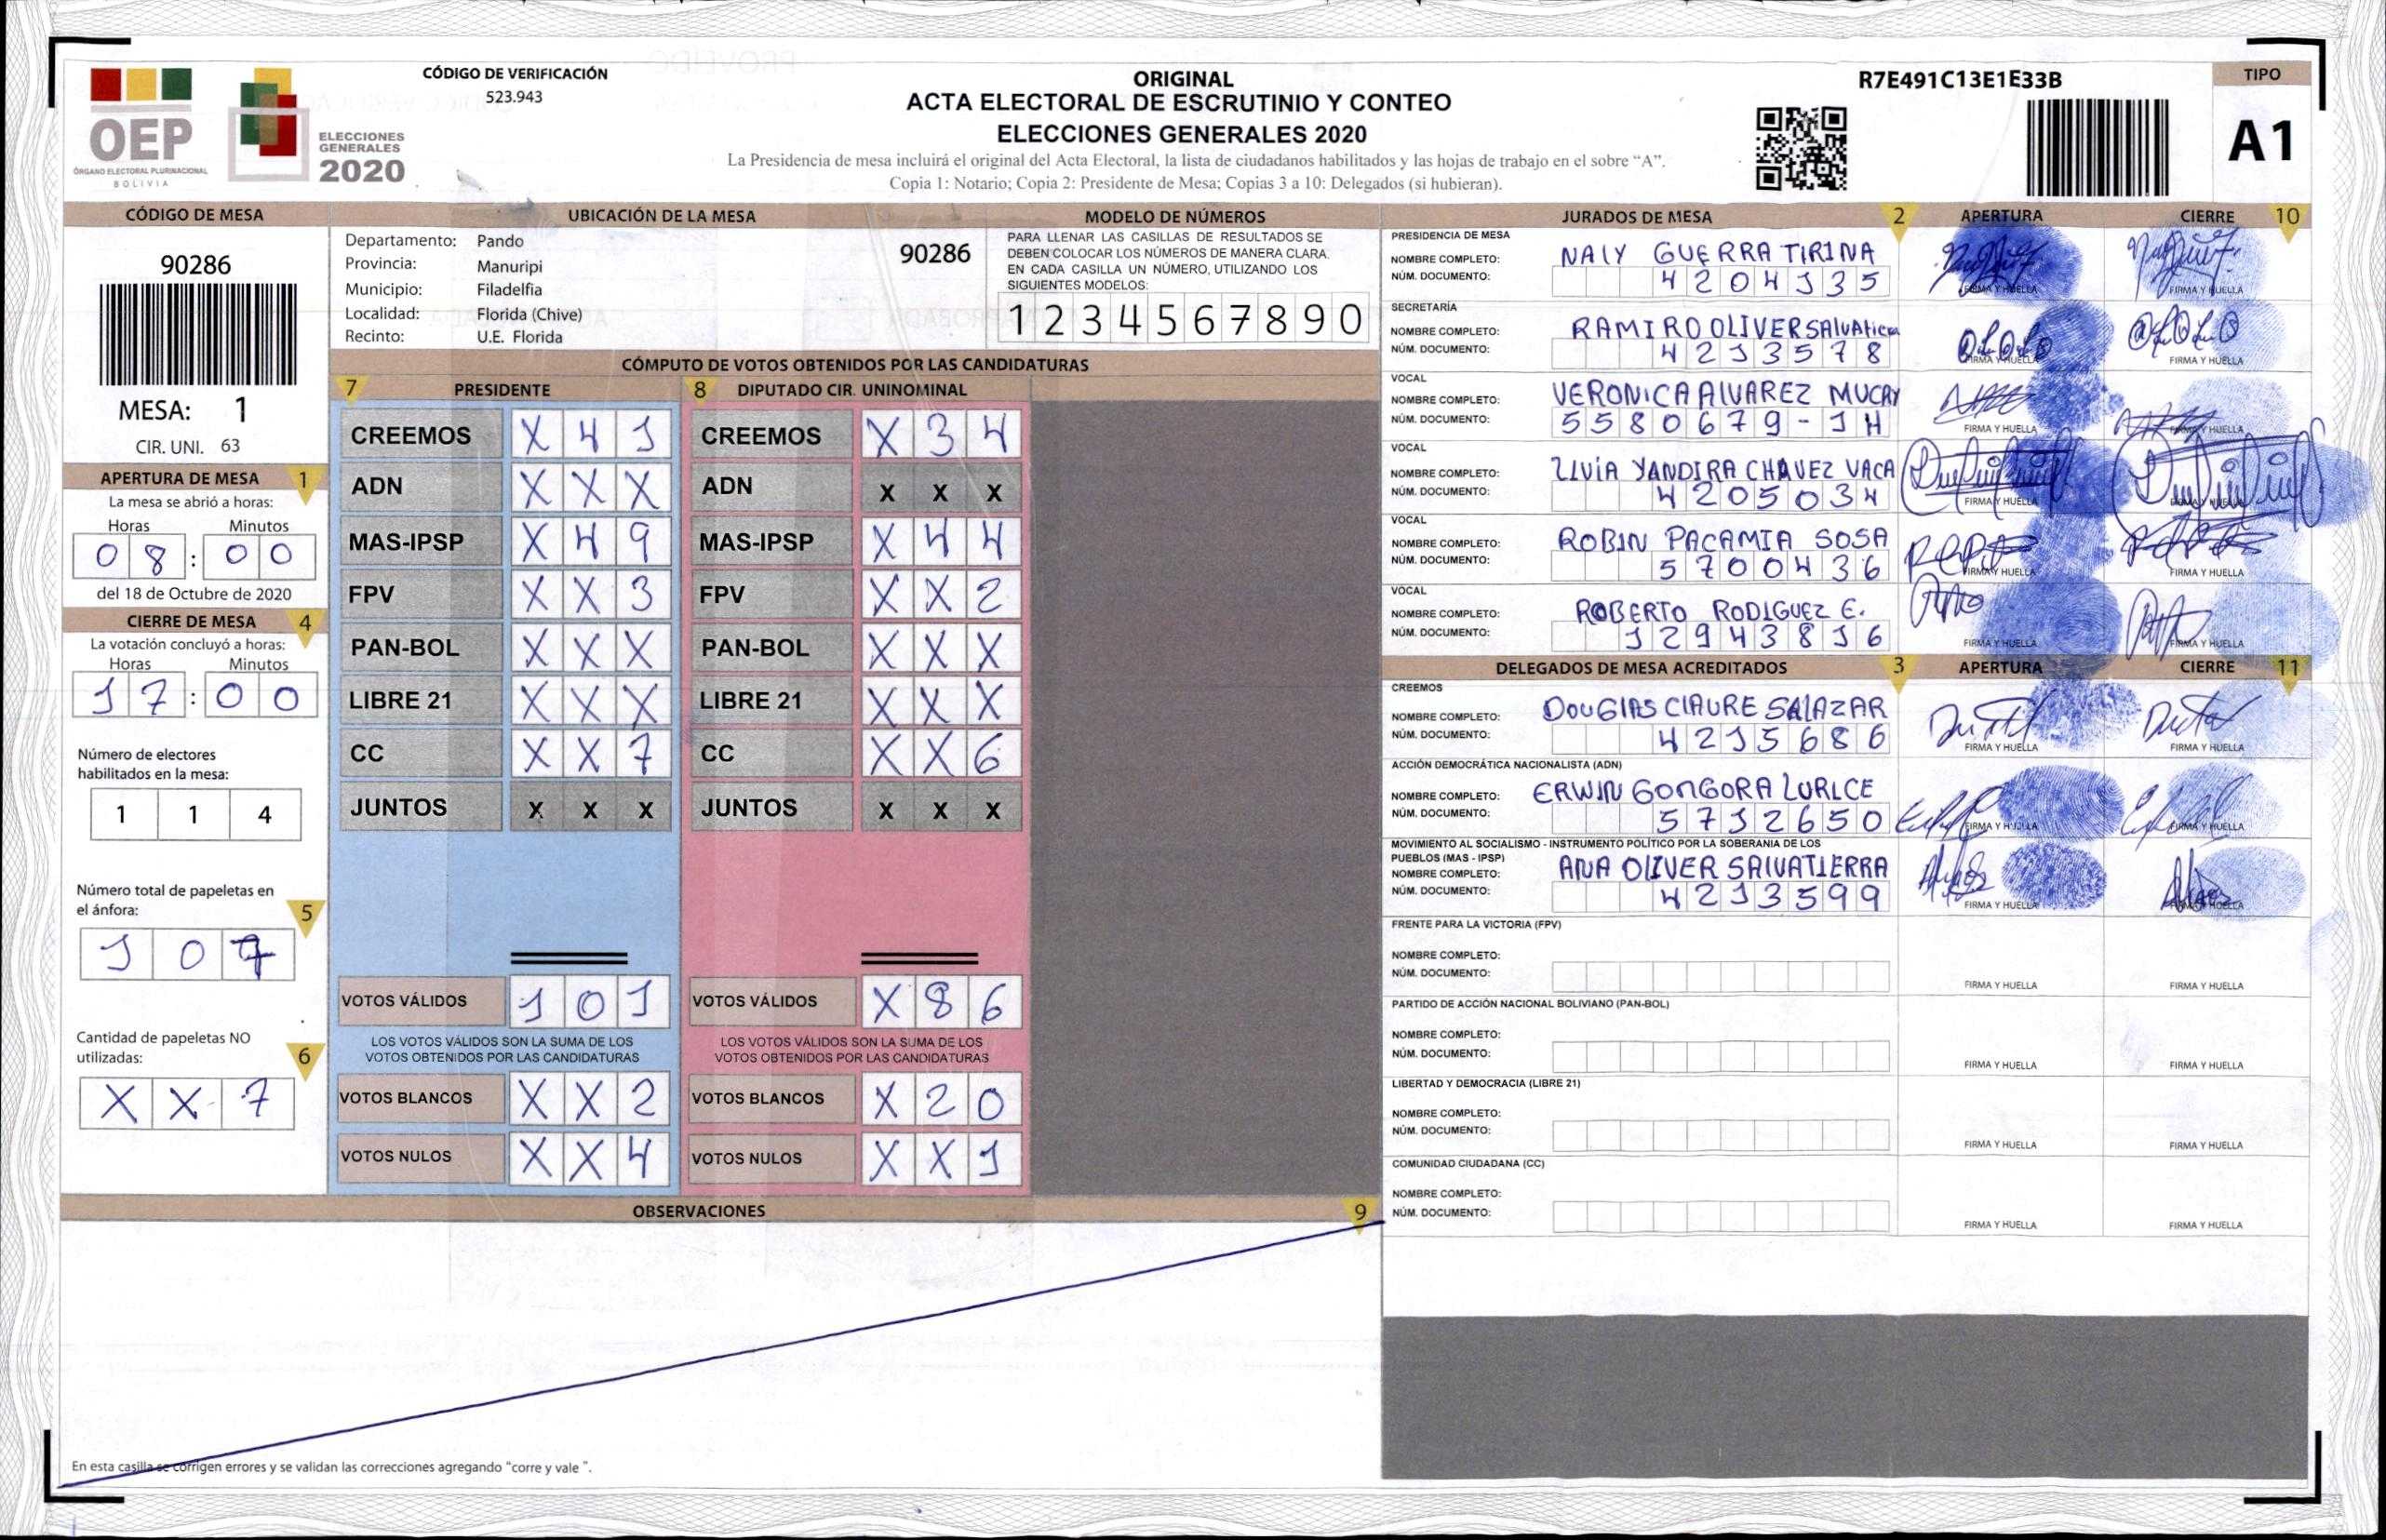 CÓDIGO DE VERIFICACIÓN
523.943
OEP
ÓRGANO ELECTORAL PLURINACIONAL
BOLIVIA
ELECCIONES
GENERALES
2020
ORIGINAL
ACTA ELECTORAL DE ESCRUTINIO Y CONTEO
ELECCIONES GENERALES 2020
La Presidencia de mesa incluirá el original del Acta Electoral, la lista de ciudadanos habilitados y las hojas de trabajo en el sobre “A”.
Copia 1: Notario; Copia 2: Presidente de Mesa; Copias 3 a 10: Delegados (si hubieran).
R7E491C13E1E33B
TIPO
A1
CÓDIGO DE MESA
90286
MESA: 1
CIR. UNI. 63
APERTURA DE MESA 1
La mesa se abrió a horas:
Horas Minutos
0 8 : 0 0
del 18 de Octubre de 2020
CIERRE DE MESA 4
La votación concluyó a horas:
Horas Minutos
1 7 : 0 0
Número de electores
habilitados en la mesa:
1 1 4
Número total de papeletas en
el ánfora: 5
1 0 7
Cantidad de papeletas NO
utilizadas: 6
X X 7
UBICACIÓN DE LA MESA
Departamento: Pando
Provincia: Manuripi
Municipio: Filadelfia
Localidad: Florida (Chive)
Recinto: U.E. Florida
90286
MODELO DE NÚMEROS
PARA LLENAR LAS CASILLAS DE RESULTADOS SE
DEBEN COLOCAR LOS NÚMEROS DE MANERA CLARA.
EN CADA CASILLA UN NÚMERO, UTILIZANDO LOS
SIGUIENTES MODELOS:
1 2 3 4 5 6 7 8 9 0
CÓMPUTO DE VOTOS OBTENIDOS POR LAS CANDIDATURAS
7 PRESIDENTE
CREEMOS X 4 1
ADN X X X
MAS-IPSP X 4 9
FPV X X 3
PAN-BOL X X X
LIBRE 21 X X X
CC X X 7
JUNTOS X X X
VOTOS VÁLIDOS 1 0 1
LOS VOTOS VÁLIDOS SON LA SUMA DE LOS
VOTOS OBTENIDOS POR LAS CANDIDATURAS
VOTOS BLANCOS X X 2
VOTOS NULOS X X 4
8 DIPUTADO CIR. UNINOMINAL
CREEMOS X 3 4
ADN X X X
MAS-IPSP X 4 4
FPV X X 2
PAN-BOL X X X
LIBRE 21 X X X
CC X X 6
JUNTOS X X X
VOTOS VÁLIDOS X 8 6
LOS VOTOS VÁLIDOS SON LA SUMA DE LOS
VOTOS OBTENIDOS POR LAS CANDIDATURAS
VOTOS BLANCOS X 2 0
VOTOS NULOS X X 1
OBSERVACIONES 9
En esta casilla se corrigen errores y se validan las correcciones agregando “corre y vale ”.
JURADOS DE MESA 2 APERTURA CIERRE 10
PRESIDENCIA DE MESA
NOMBRE COMPLETO: NALY GUERRA TIRINA
NÚM. DOCUMENTO: 4204135
FIRMA Y HUELLA FIRMA Y HUELLA
SECRETARÍA
NOMBRE COMPLETO: RAMIRO OLIVER SALVATIERRA
NÚM. DOCUMENTO: 4213578
FIRMA Y HUELLA FIRMA Y HUELLA
VOCAL
NOMBRE COMPLETO: VERONICA ALVAREZ MUCAY
NÚM. DOCUMENTO: 5580679-1H
FIRMA Y HUELLA FIRMA Y HUELLA
VOCAL
NOMBRE COMPLETO: LIVIA YANDIRA CHAVEZ VACA
NÚM. DOCUMENTO: 4205034
FIRMA Y HUELLA FIRMA Y HUELLA
VOCAL
NOMBRE COMPLETO: ROBIN PACAMIA SOSA
NÚM. DOCUMENTO: 5700436
FIRMA Y HUELLA FIRMA Y HUELLA
VOCAL
NOMBRE COMPLETO: ROBERTO RODIGUEZ E.
NÚM. DOCUMENTO: 12943816
FIRMA Y HUELLA FIRMA Y HUELLA
DELEGADOS DE MESA ACREDITADOS 3 APERTURA CIERRE 11
CREEMOS
NOMBRE COMPLETO: DOUGLAS CLAURE SALAZAR
NÚM. DOCUMENTO: 4215686
FIRMA Y HUELLA FIRMA Y HUELLA
ACCIÓN DEMOCRÁTICA NACIONALISTA (ADN)
NOMBRE COMPLETO: ERWIN GONGORA LURLCE
NÚM. DOCUMENTO: 5712650
FIRMA Y HUELLA FIRMA Y HUELLA
MOVIMIENTO AL SOCIALISMO - INSTRUMENTO POLÍTICO POR LA SOBERANIA DE LOS
PUEBLOS (MAS - IPSP)
NOMBRE COMPLETO: ANA OLIVER SALVATIERRA
NÚM. DOCUMENTO: 4213599
FIRMA Y HUELLA FIRMA Y HUELLA
FRENTE PARA LA VICTORIA (FPV)
NOMBRE COMPLETO:
NÚM. DOCUMENTO:
FIRMA Y HUELLA FIRMA Y HUELLA
PARTIDO DE ACCIÓN NACIONAL BOLIVIANO (PAN-BOL)
NOMBRE COMPLETO:
NÚM. DOCUMENTO:
FIRMA Y HUELLA FIRMA Y HUELLA
LIBERTAD Y DEMOCRACIA (LIBRE 21)
NOMBRE COMPLETO:
NÚM. DOCUMENTO:
FIRMA Y HUELLA FIRMA Y HUELLA
COMUNIDAD CIUDADANA (CC)
NOMBRE COMPLETO:
NÚM. DOCUMENTO:
FIRMA Y HUELLA FIRMA Y HUELLA